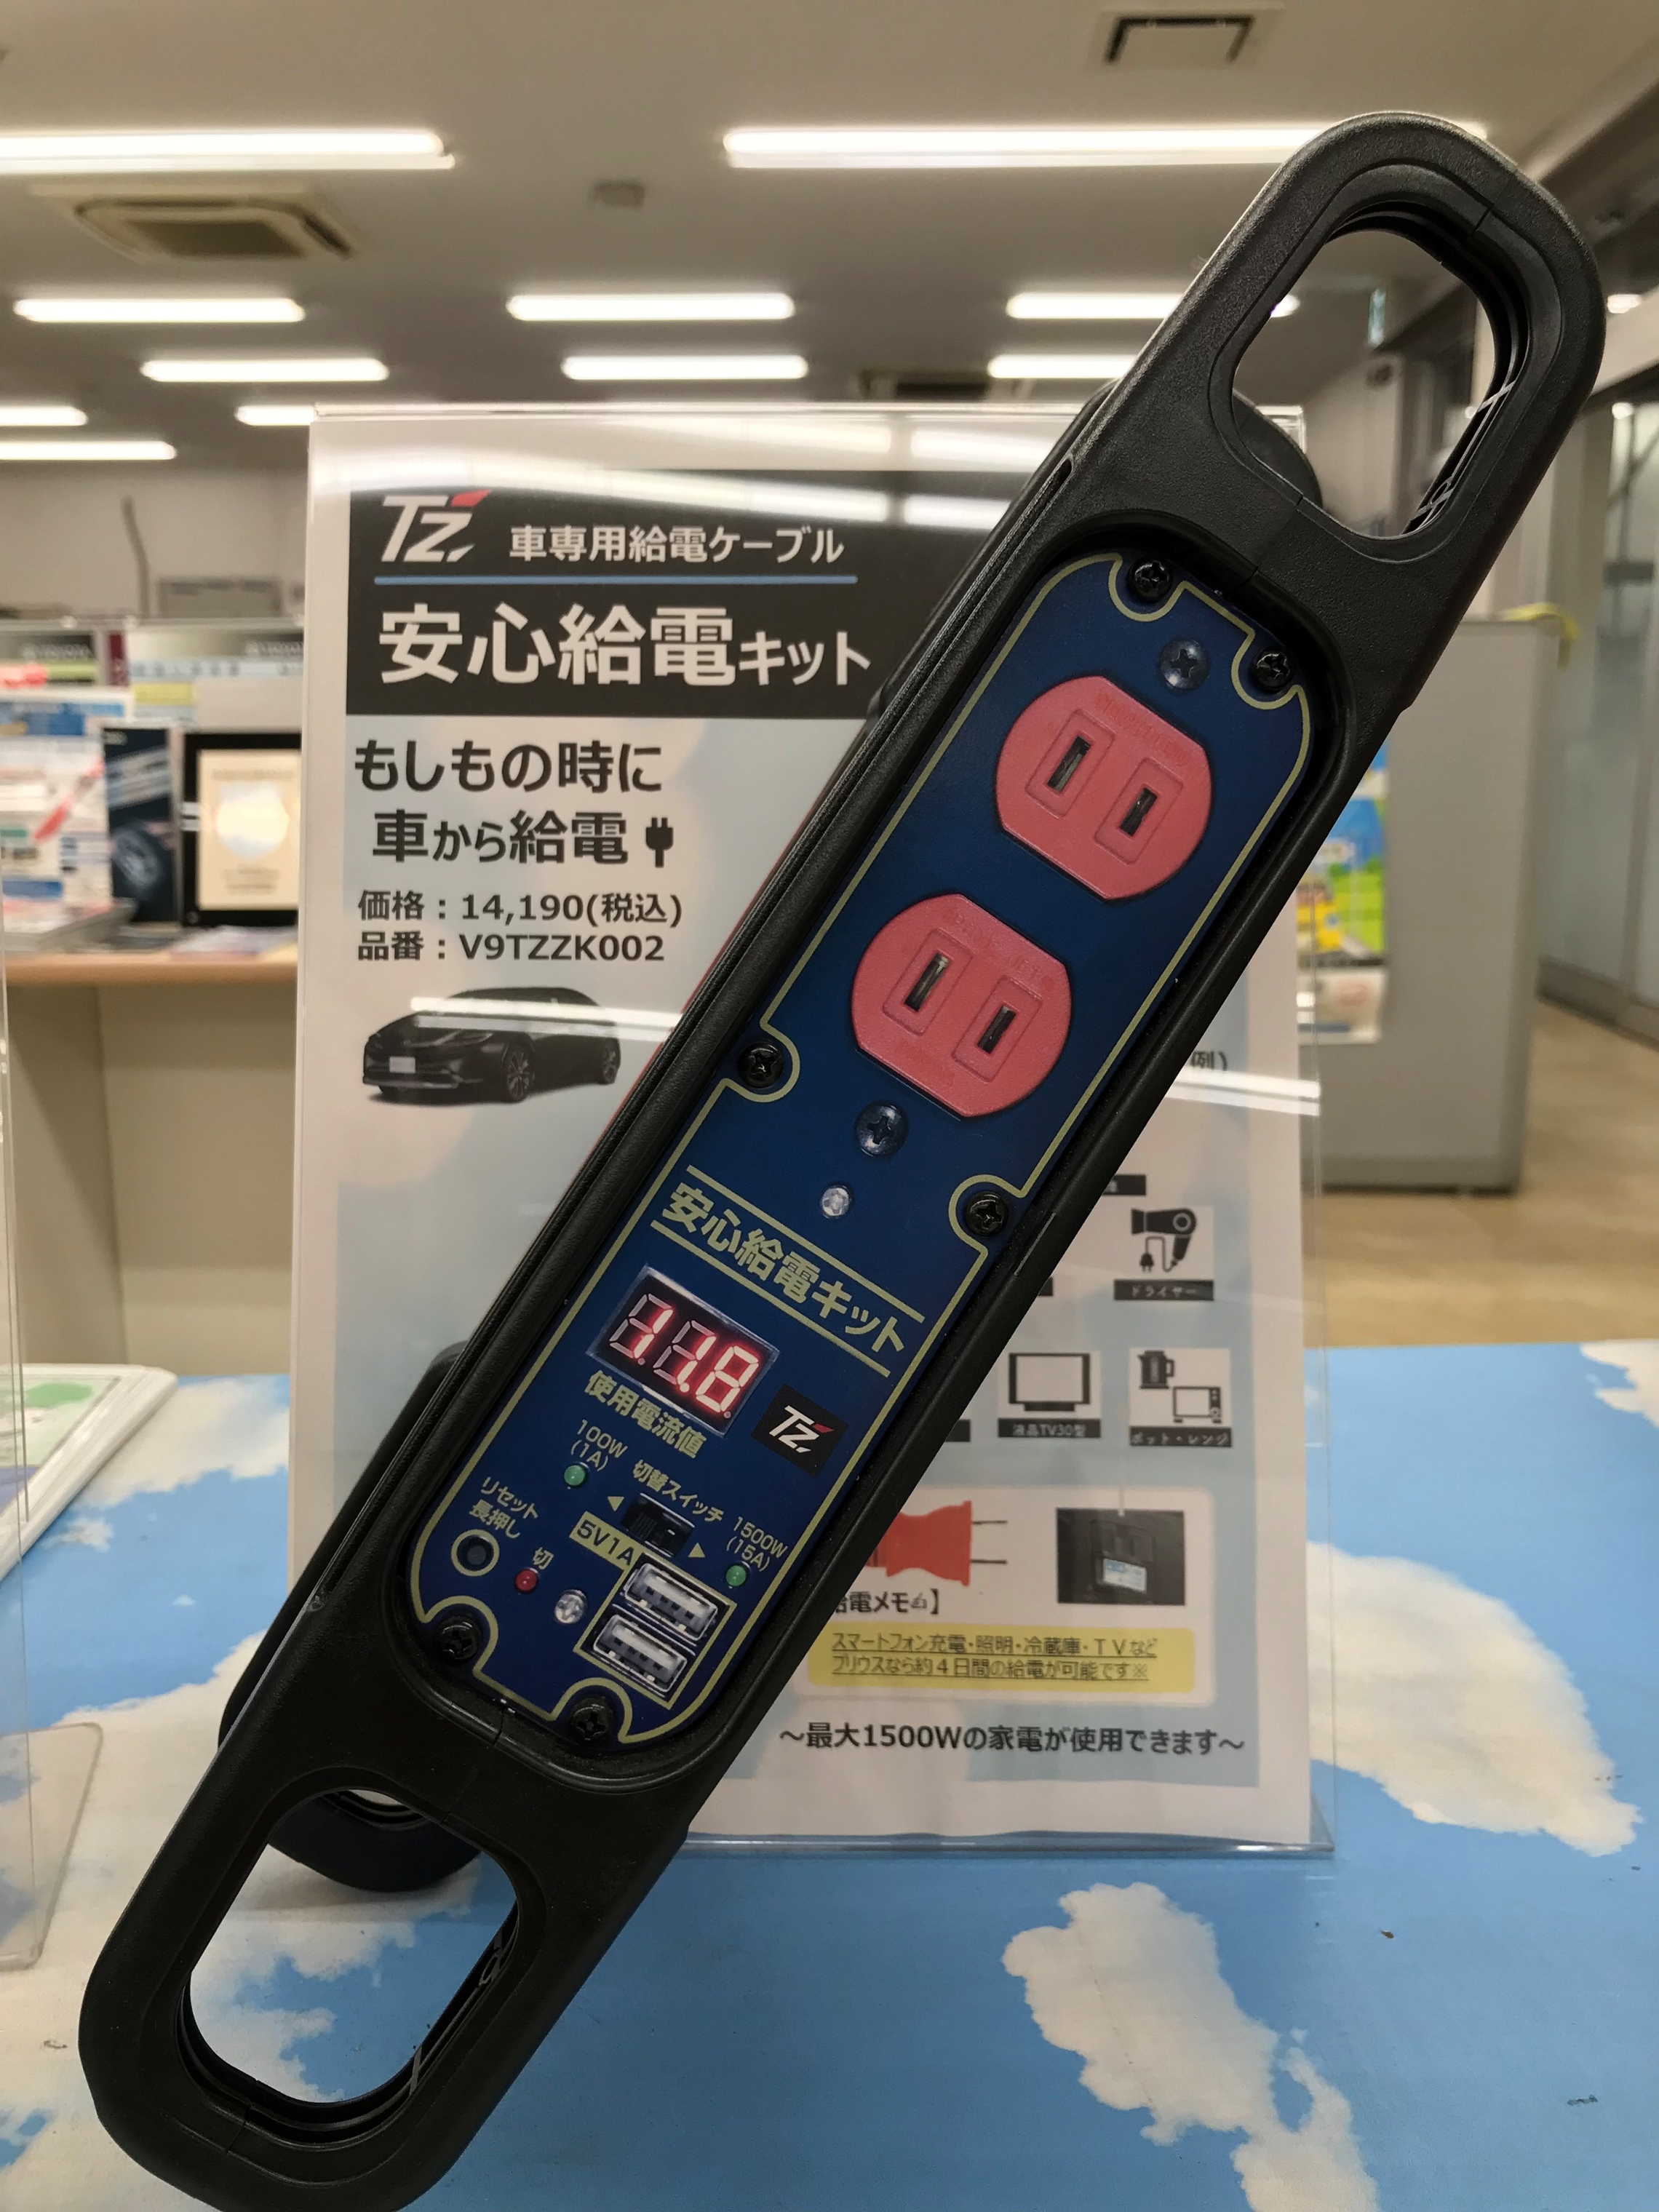 TZ 車専用給電ケーブル
安心給電キット
もしもの時に
車から給電
価格：14,190(税込)
品番：V9TZZK002
例)
ドライヤー
液晶TV30型
ポット・レンジ
給電メモ】
スマートフォン充電・照明・冷蔵庫・TVなど
プリウスなら約4日間の給電が可能です※
～最大1500Wの家電が使用できます～
安心給電キット
11.8
使用電流値
TZ
100W
(1A)
切替スイッチ
1500W
(15A)
リセット
長押し
切
5V1A